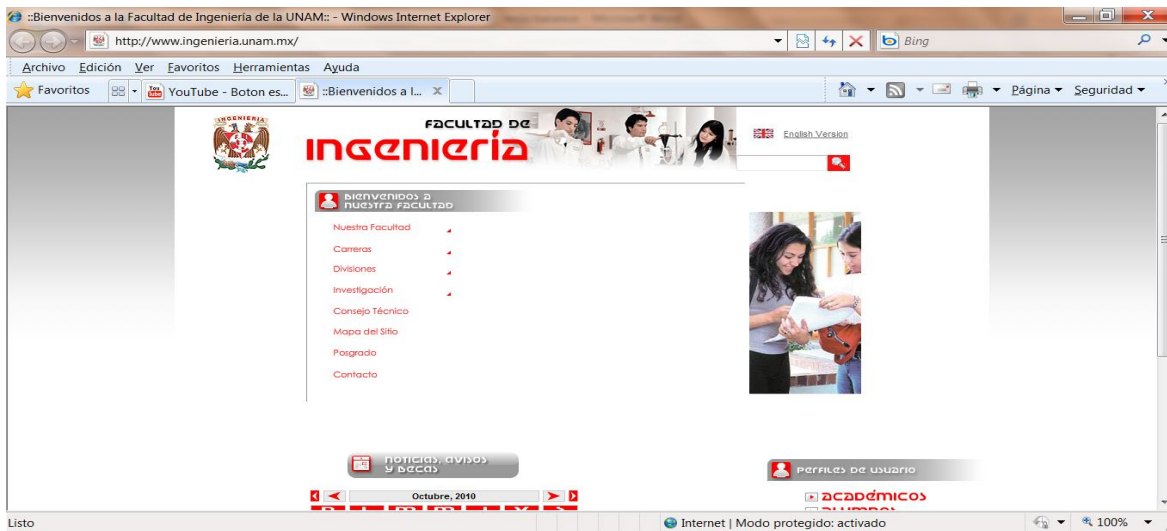 ::Bienvenidos a la Facultad de Ingeniería de la UNAM:: - Windows Internet Explorer
http://www.ingenieria.unam.mx/
Bing
Archivo Edición Ver Favoritos Herramientas Ayuda
Favoritos
YouTube - Boton es...
::Bienvenidos a l...
Página
Seguridad
INGENIERIA
FACULTAD DE
INGENIERÍA
English Version
BIENVENIDOS A
NUESTRA FACULTAD
Nuestra Facultad
Carreras
Divisiones
Investigación
Consejo Técnico
Mapa del Sitio
Posgrado
Contacto
NOTICIAS, AVISOS
Y BECAS
PERFILES DE USUARIO
Octubre, 2010
académicos
Listo
Internet | Modo protegido: activado
100%